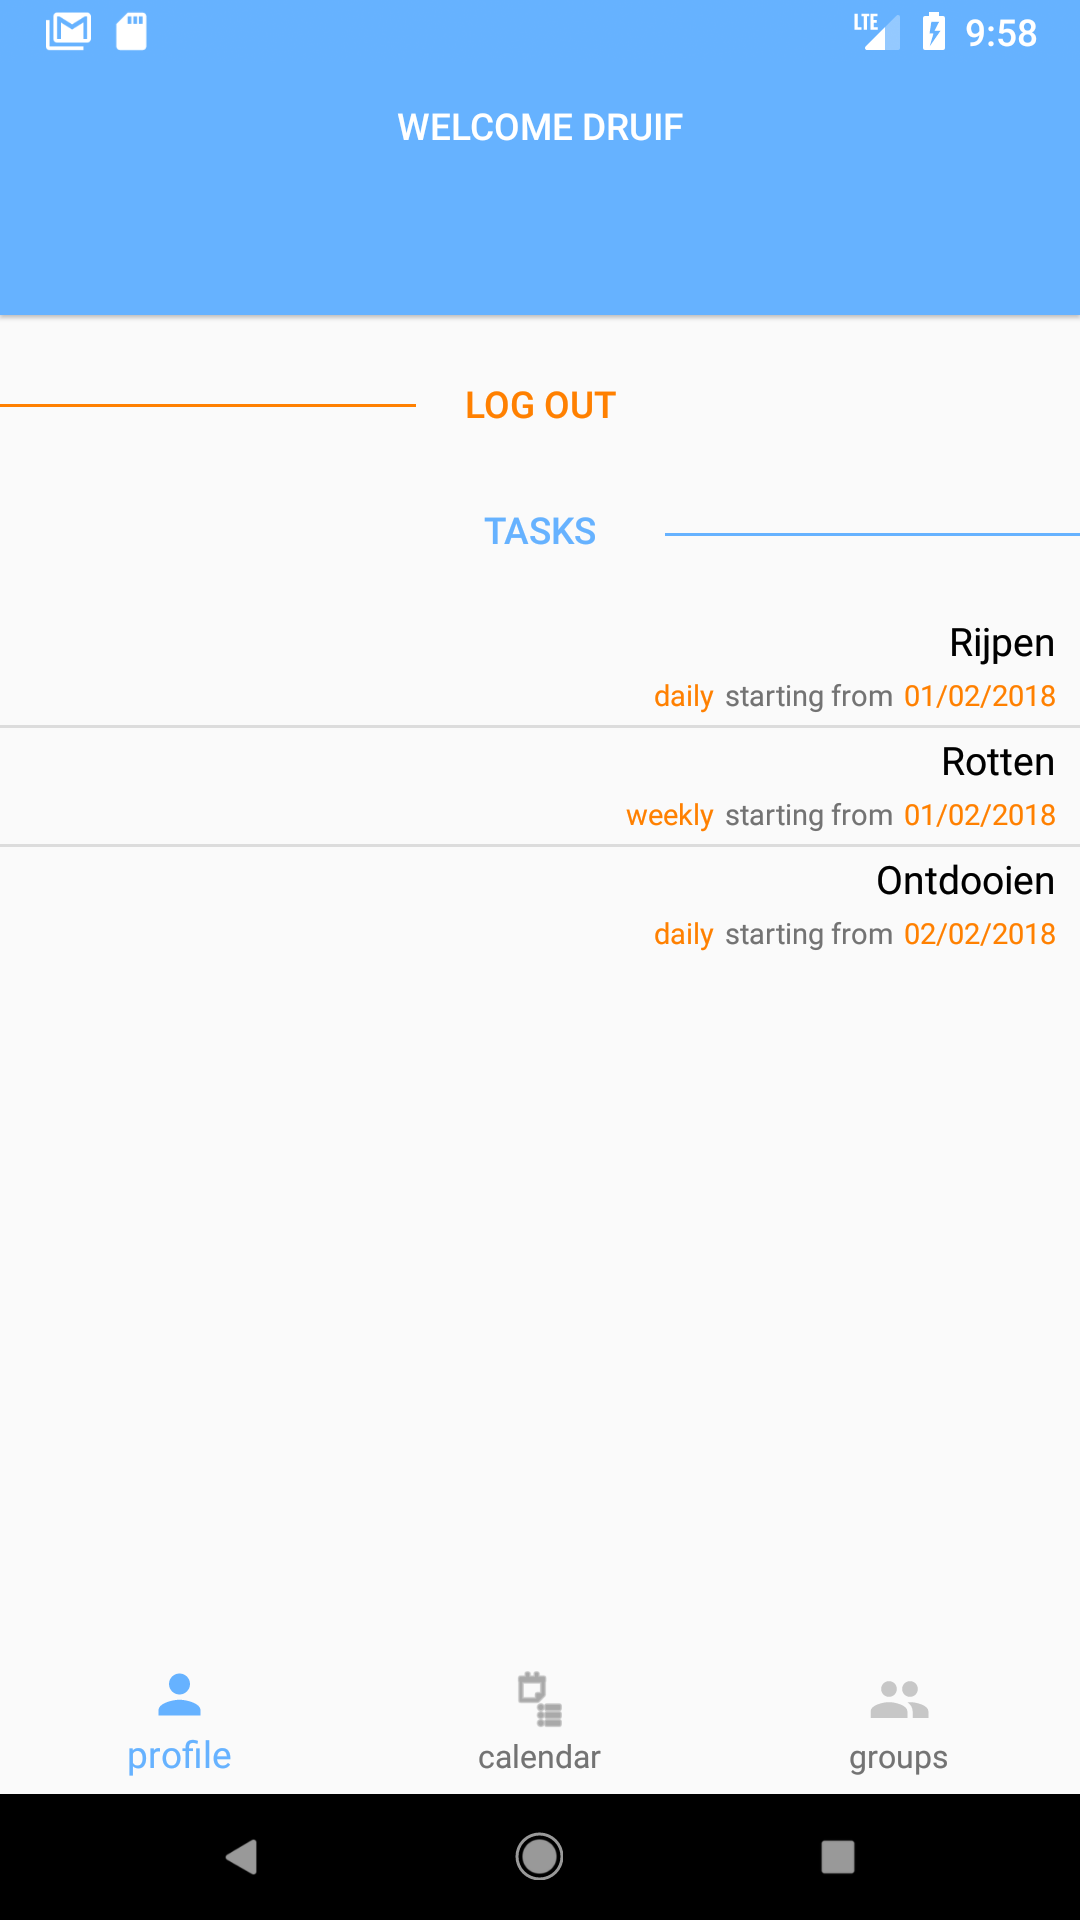 LTE 9:58
WELCOME DRUIF
LOG OUT
TASKS
Rijpen
daily starting from 01/02/2018
Rotten
weekly starting from 01/02/2018
Ontdooien
daily starting from 02/02/2018
profile calendar groups